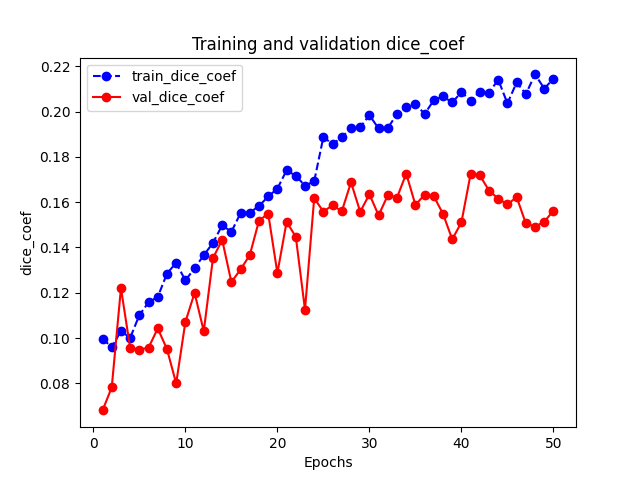 Training and validation dice_coef
train_dice_coef
val_dice_coef
0.22
0.20
0.18
0.16
0.14
0.12
0.10
0.08
dice_coef
0 10 20 30 40 50
Epochs